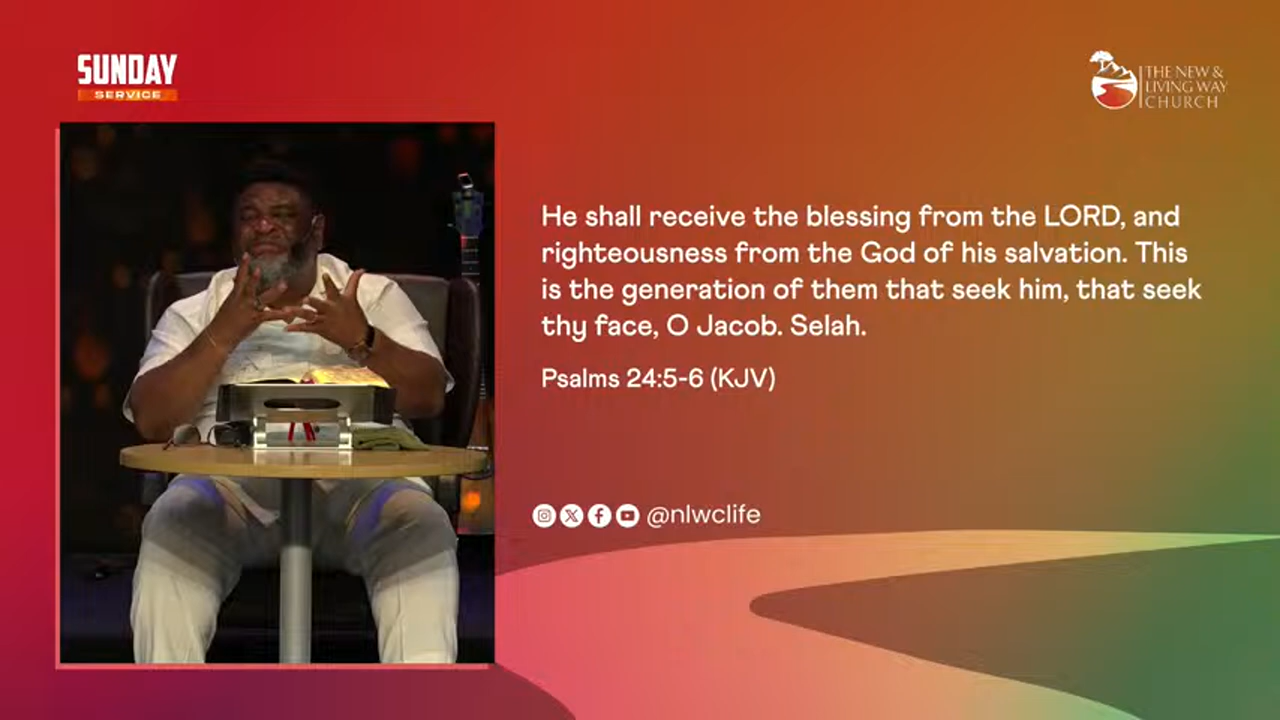 SUNDAY
SERVICE
THE NEW &
LIVING WAY
CHURCH
He shall receive the blessing from the LORD, and
righteousness from the God of his salvation. This
is the generation of them that seek him, that seek
thy face, O Jacob. Selah.
Psalms 24:5-6 (KJV)
@nlwclife